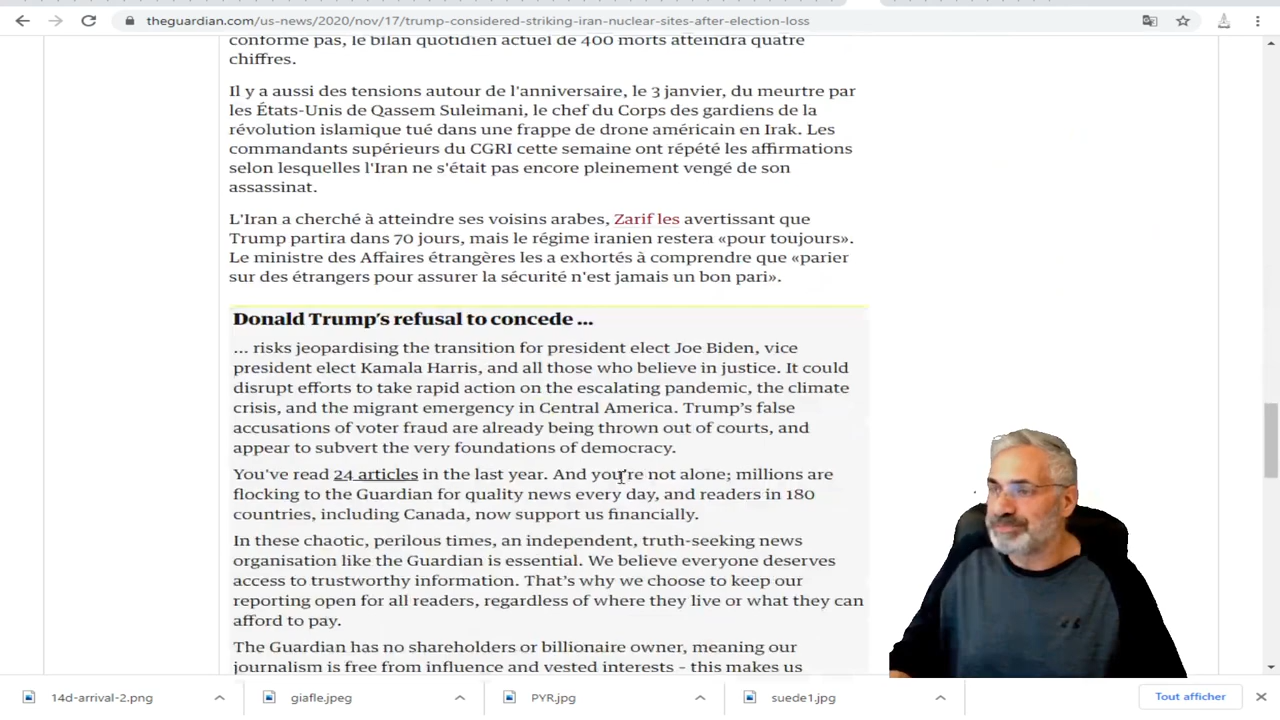 theguardian.com/us-news/2020/nov/17/trump-considered-striking-iran-nuclear-sites-after-election-loss
conforme pas, le bilan quotidien actuel de 400 morts atteindra quatre
chiffres.
Il y a aussi des tensions autour de l'anniversaire, le 3 janvier, du meurtre par
les États-Unis de Qassem Suleimani, le chef du Corps des gardiens de la
révolution islamique tué dans une frappe de drone américain en Irak. Les
commandants supérieurs du CGRI cette semaine ont répété les affirmations
selon lesquelles l'Iran ne s'était pas encore pleinement vengé de son
assassinat.
L'Iran a cherché à atteindre ses voisins arabes, Zarif les avertissant que
Trump partira dans 70 jours, mais le régime iranien restera «pour toujours».
Le ministre des Affaires étrangères les a exhortés à comprendre que «parier
sur des étrangers pour assurer la sécurité n'est jamais un bon pari».
Donald Trump's refusal to concede ...
... risks jeopardising the transition for president elect Joe Biden, vice
president elect Kamala Harris, and all those who believe in justice. It could
disrupt efforts to take rapid action on the escalating pandemic, the climate
crisis, and the migrant emergency in Central America. Trump's false
accusations of voter fraud are already being thrown out of courts, and
appear to subvert the very foundations of democracy.
You've read 24 articles in the last year. And you're not alone; millions are
flocking to the Guardian for quality news every day, and readers in 180
countries, including Canada, now support us financially.
In these chaotic, perilous times, an independent, truth-seeking news
organisation like the Guardian is essential. We believe everyone deserves
access to trustworthy information. That's why we choose to keep our
reporting open for all readers, regardless of where they live or what they can
afford to pay.
The Guardian has no shareholders or billionaire owner, meaning our
journalism is free from influence and vested interests – this makes us
14d-arrival-2.png
giafle.jpeg
PYR.jpg
suede1.jpg
Tout afficher